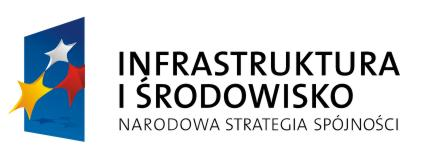 INFRASTRUKTURA
I ŚRODOWISKO
NARODOWA STRATEGIA SPÓJNOŚCI